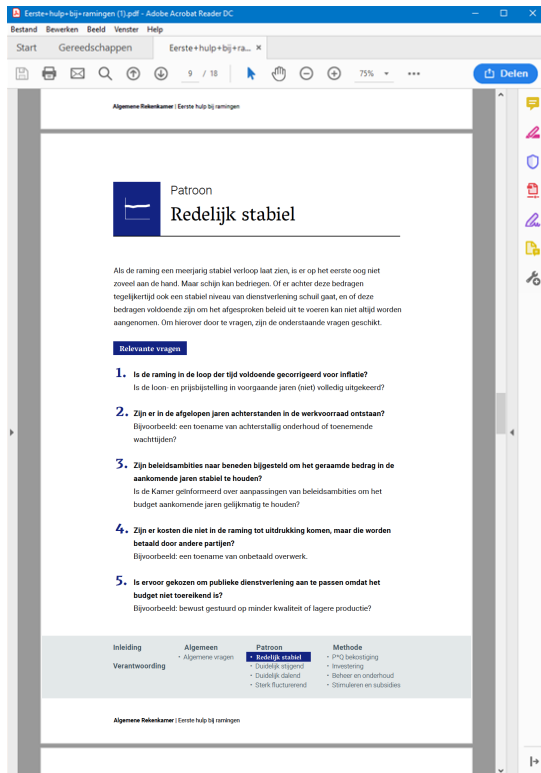 Eerste+hulp+bij+ramingen (1).pdf - Adobe Acrobat Reader DC
Bestand Bewerken Beeld Venster Help
Start Gereedschappen Eerste+hulp+bij+ra... ×
9 / 18 75% Delen
Algemene Rekenkamer | Eerste hulp bij ramingen
Patroon
Redelijk stabiel
Als de raming een meerjarig stabiel verloop laat zien, is er op het eerste oog niet
zoveel aan de hand. Maar schijn kan bedriegen. Of er achter deze bedragen
tegelijkertijd ook een stabiel niveau van dienstverlening schuil gaat, en of deze
bedragen voldoende zijn om het afgesproken beleid uit te voeren kan niet altijd worden
aangenomen. Om hierover door te vragen, zijn de onderstaande vragen geschikt.
Relevante vragen
1. Is de raming in de loop der tijd voldoende gecorrigeerd voor inflatie?
Is de loon- en prijsbijstelling in voorgaande jaren (niet) volledig uitgekeerd?
2. Zijn er in de afgelopen jaren achterstanden in de werkvoorraad ontstaan?
Bijvoorbeeld: een toename van achterstallig onderhoud of toenemende
wachttijden?
3. Zijn beleidsambities naar beneden bijgesteld om het geraamde bedrag in de
aankomende jaren stabiel te houden?
Is de Kamer geïnformeerd over aanpassingen van beleidsambities om het
budget aankomende jaren gelijkmatig te houden?
4. Zijn er kosten die niet in de raming tot uitdrukking komen, maar die worden
betaald door andere partijen?
Bijvoorbeeld: een toename van onbetaald overwerk.
5. Is ervoor gekozen om publieke dienstverlening aan te passen omdat het
budget niet toereikend is?
Bijvoorbeeld: bewust gestuurd op minder kwaliteit of lagere productie?
Inleiding Algemeen Patroon Methode
• Algemene vragen • Redelijk stabiel • P*Q bekostiging
Verantwoording • Duidelijk stijgend • Investering
• Duidelijk dalend • Beheer en onderhoud
• Sterk fluctuerend • Stimuleren en subsidies
Algemene Rekenkamer | Eerste hulp bij ramingen